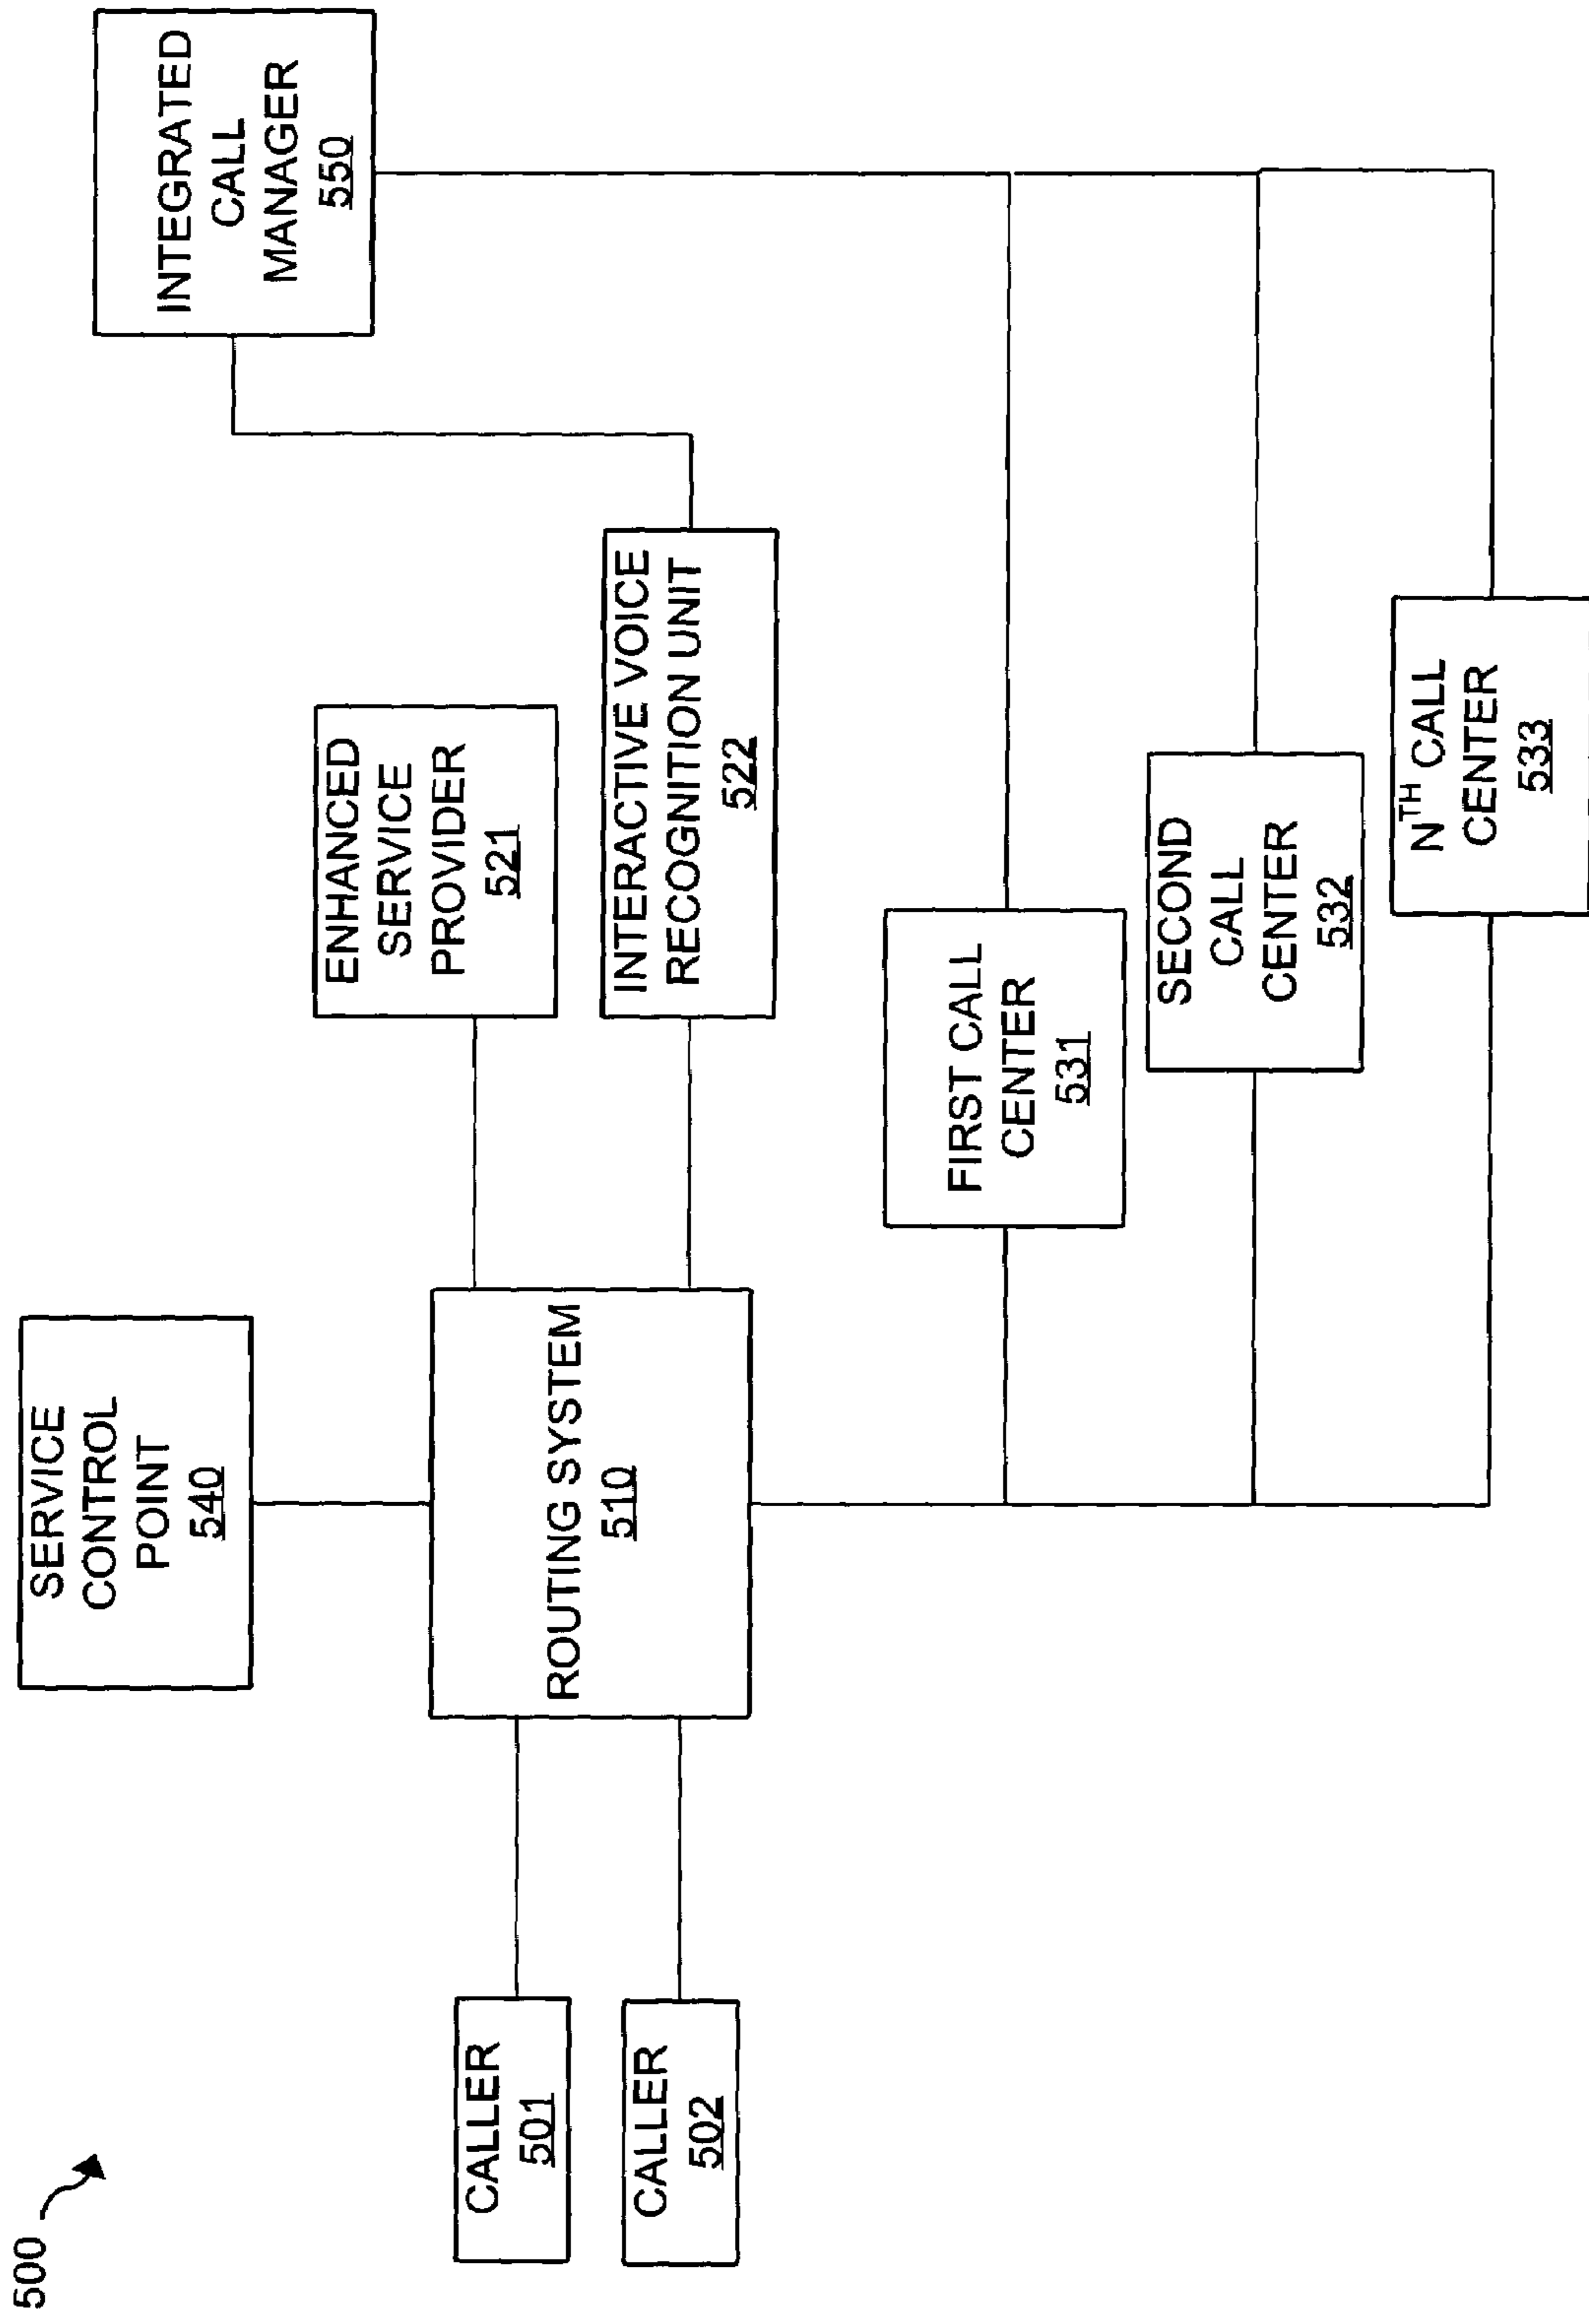 500
SERVICE
CONTROL
POINT
540
INTEGRATED
CALL
MANAGER
550
ENHANCED
SERVICE
PROVIDER
521
CALLER
501
ROUTING SYSTEM
510
INTERACTIVE VOICE
RECOGNITION UNIT
522
CALLER
502
FIRST CALL
CENTER
531
SECOND
CALL
CENTER
532
NTH CALL
CENTER
533